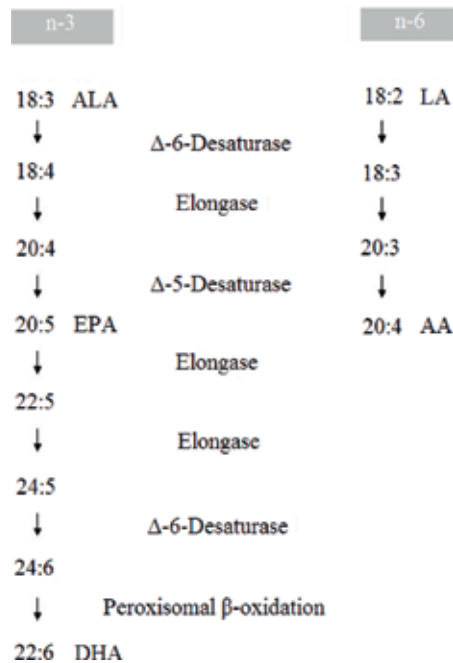 n-3 n-6
18:3 ALA 18:2 LA
↓ Δ-6-Desaturase ↓
18:4 18:3
↓ Elongase ↓
20:4 20:3
↓ Δ-5-Desaturase ↓
20:5 EPA 20:4 AA
↓ Elongase
22:5
↓ Elongase
24:5
↓ Δ-6-Desaturase
24:6
↓ Peroxisomal β-oxidation
22:6 DHA